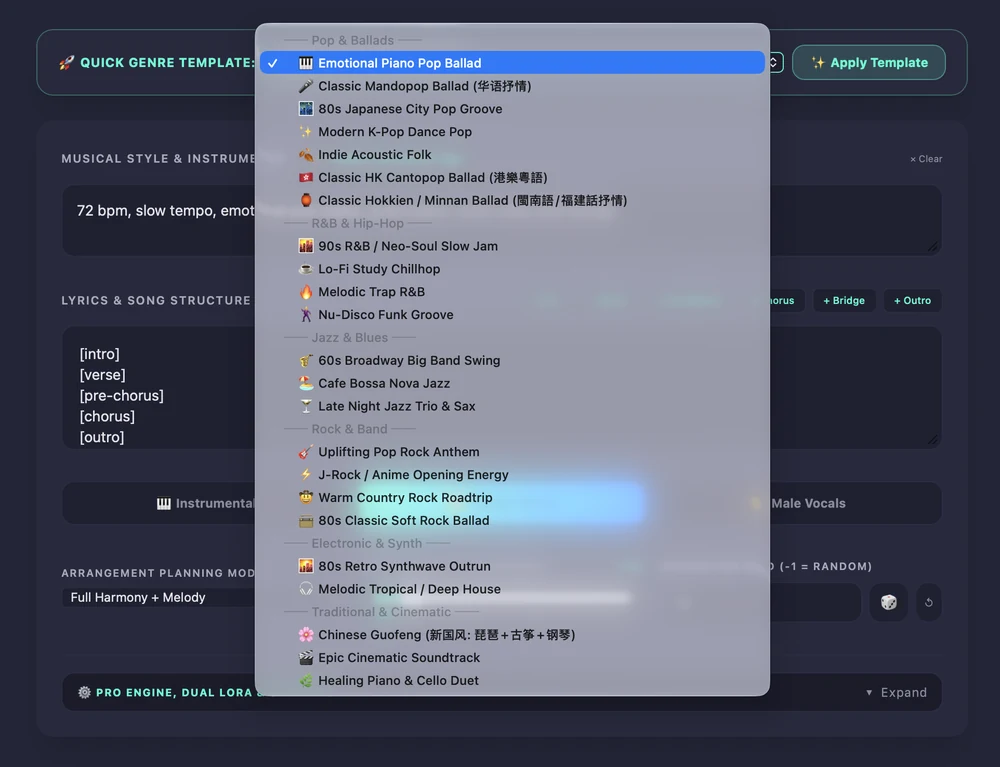 🚀 QUICK GENRE TEMPLATE:
✨ Apply Template
Pop & Ballads
✓ 🎹 Emotional Piano Pop Ballad
🎤 Classic Mandopop Ballad (华语抒情)
🌃 80s Japanese City Pop Groove
✨ Modern K-Pop Dance Pop
🍂 Indie Acoustic Folk
🇭🇰 Classic HK Cantopop Ballad (港樂粵語)
🏮 Classic Hokkien / Minnan Ballad (閩南語/福建話抒情)
R&B & Hip-Hop
🌇 90s R&B / Neo-Soul Slow Jam
☕ Lo-Fi Study Chillhop
🔥 Melodic Trap R&B
🕺 Nu-Disco Funk Groove
Jazz & Blues
🎷 60s Broadway Big Band Swing
🏖️ Cafe Bossa Nova Jazz
🍸 Late Night Jazz Trio & Sax
Rock & Band
🎸 Uplifting Pop Rock Anthem
⚡ J-Rock / Anime Opening Energy
🤠 Warm Country Rock Roadtrip
📻 80s Classic Soft Rock Ballad
Electronic & Synth
🌇 80s Retro Synthwave Outrun
🎧 Melodic Tropical / Deep House
Traditional & Cinematic
🌸 Chinese Guofeng (新国风: 琵琶+古筝+钢琴)
🎬 Epic Cinematic Soundtrack
🌿 Healing Piano & Cello Duet
MUSICAL STYLE & INSTRUME
× Clear
72 bpm, slow tempo, emot
LYRICS & SONG STRUCTURE
horus
+ Bridge
+ Outro
[intro]
[verse]
[pre-chorus]
[chorus]
[outro]
🎹 Instrumental
Male Vocals
ARRANGEMENT PLANNING MOD
(-1 = RANDOM)
Full Harmony + Melody
⚙️ PRO ENGINE, DUAL LORA &
▼ Expand